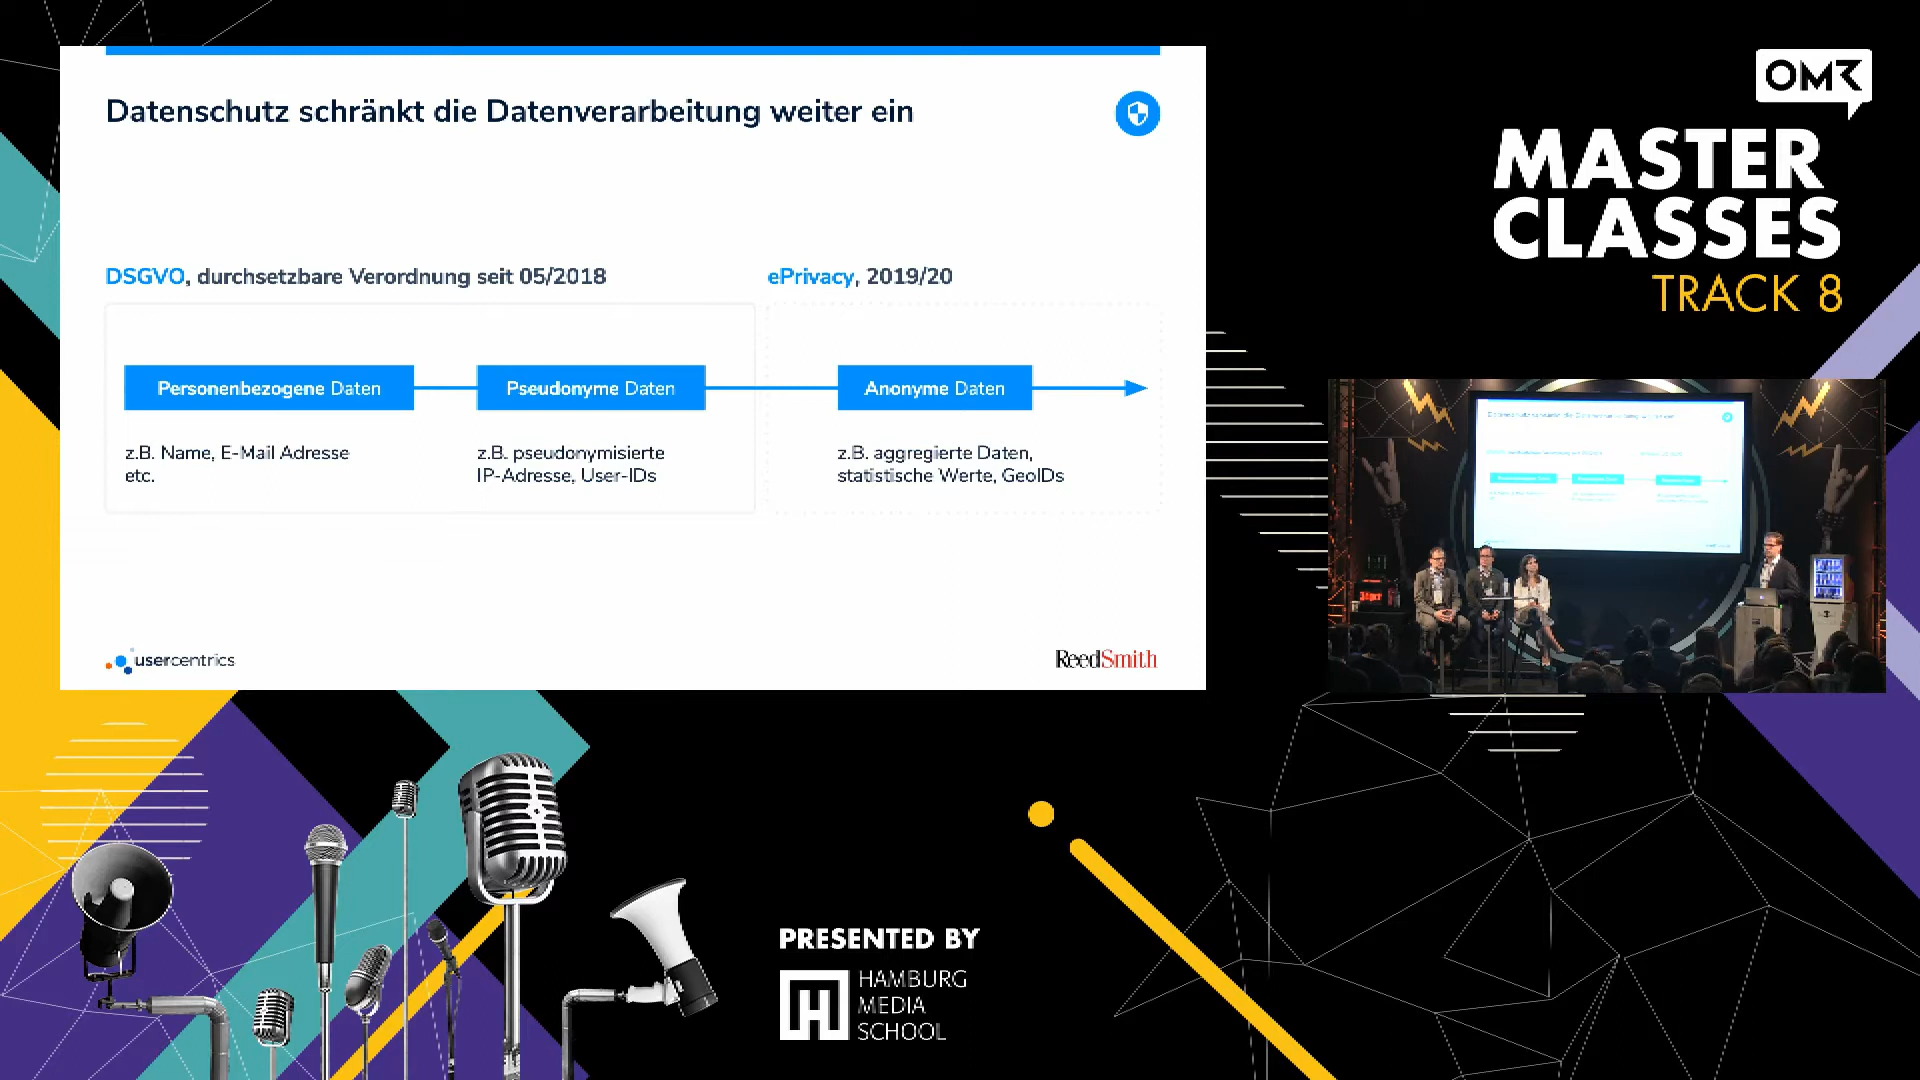 Datenschutz schränkt die Datenverarbeitung weiter ein
DSGVO, durchsetzbare Verordnung seit 05/2018
ePrivacy, 2019/20
Personenbezogene Daten
Pseudonyme Daten
Anonyme Daten
z.B. Name, E-Mail Adresse
etc.
z.B. pseudonymisierte
IP-Adresse, User-IDs
z.B. aggregierte Daten,
statistische Werte, GeoIDs
usercentrics
ReedSmith
OMR
MASTER
CLASSES
TRACK 8
PRESENTED BY
HAMBURG
MEDIA
SCHOOL